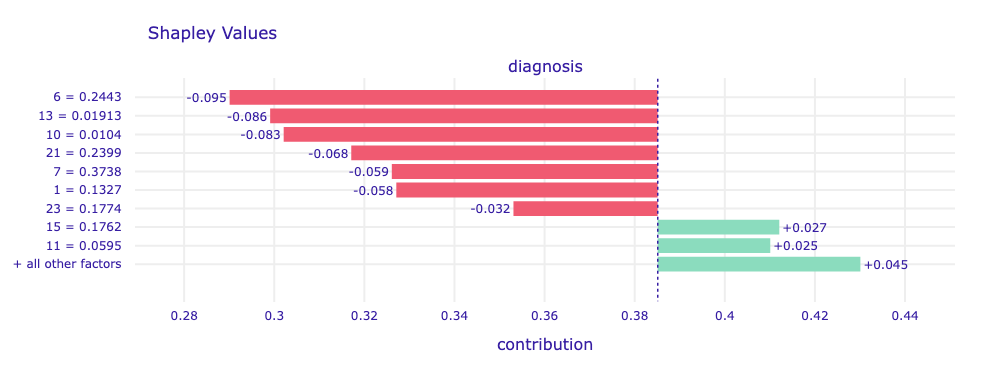 Shapley Values
diagnosis
6 = 0.2443
-0.095
13 = 0.01913
-0.086
10 = 0.0104
-0.083
21 = 0.2399
-0.068
7 = 0.3738
-0.059
1 = 0.1327
-0.058
23 = 0.1774
-0.032
15 = 0.1762
+0.027
11 = 0.0595
+0.025
+ all other factors
+0.045
0.28
0.3
0.32
0.34
0.36
0.38
0.4
0.42
0.44
contribution